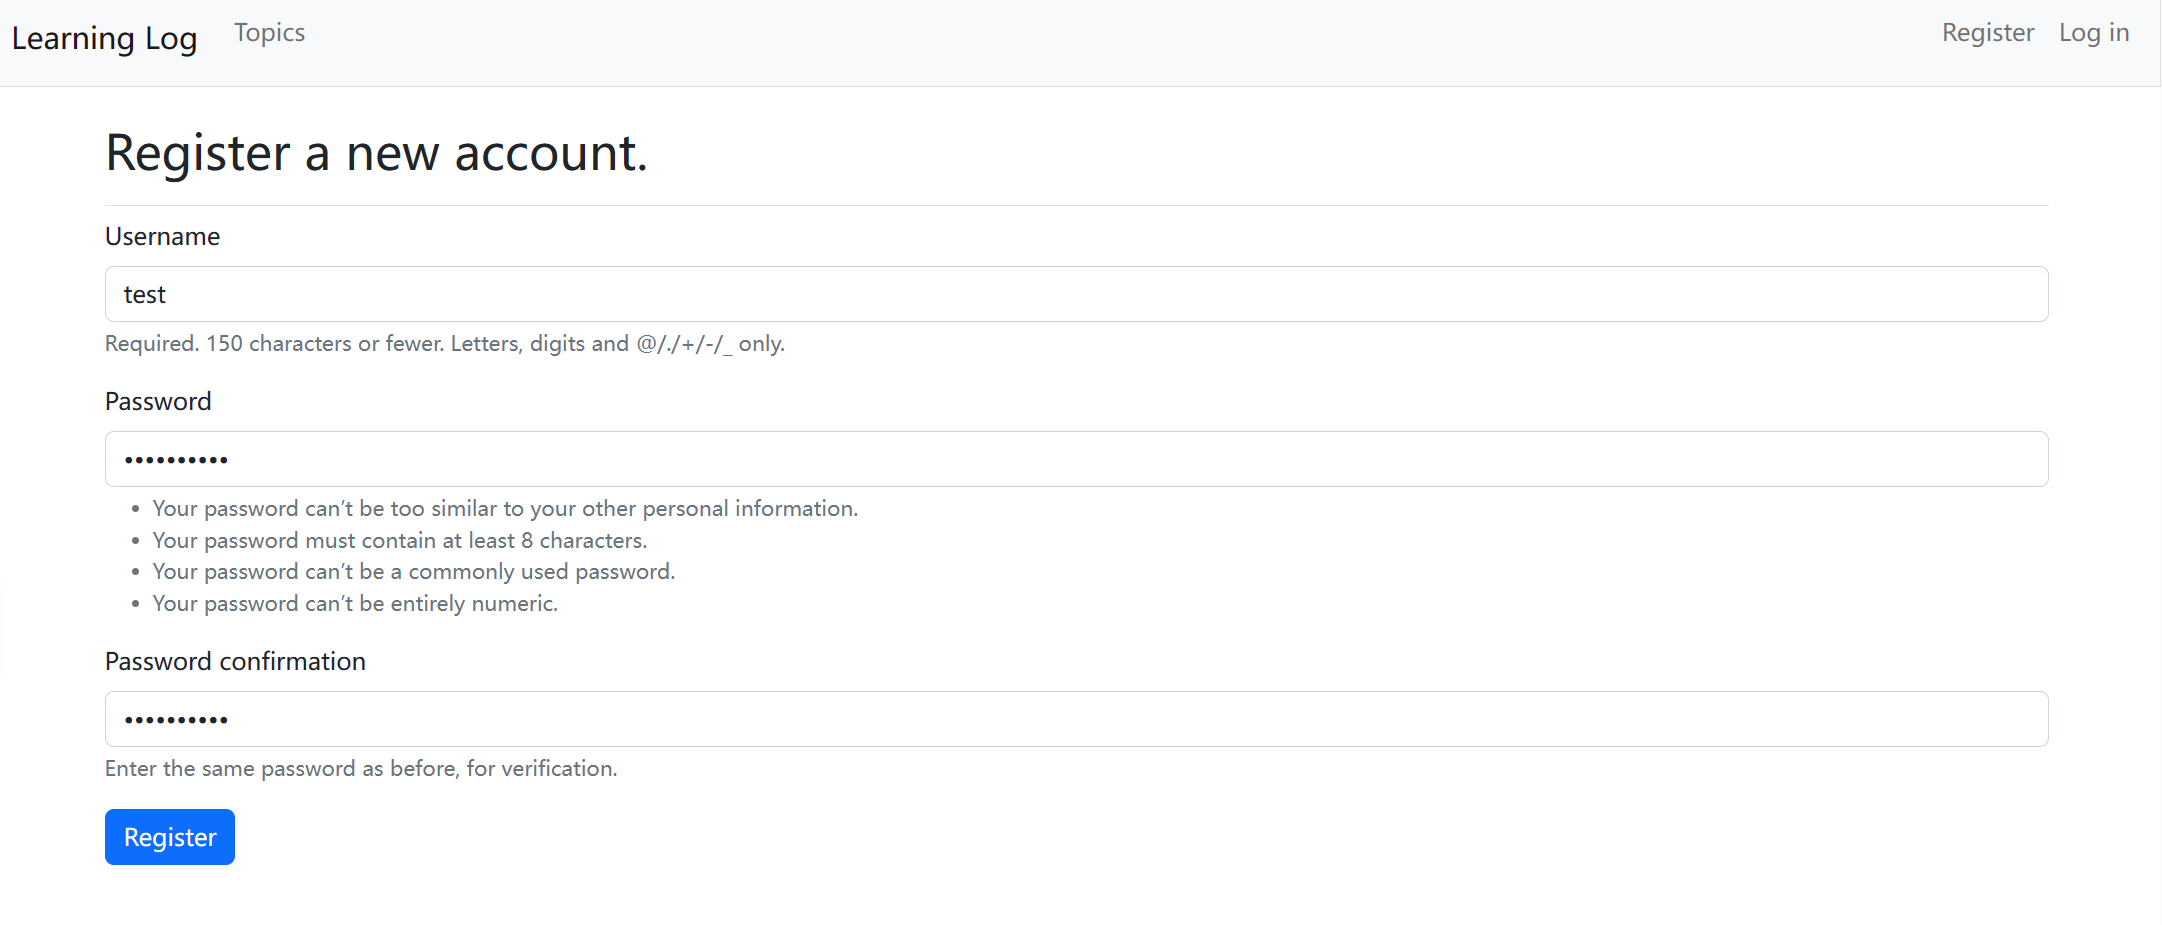 Learning Log Topics Register Log in
Register a new account.
Username
test
Required. 150 characters or fewer. Letters, digits and @/./+/-/_ only.
Password
••••••••••
• Your password can’t be too similar to your other personal information.
• Your password must contain at least 8 characters.
• Your password can’t be a commonly used password.
• Your password can’t be entirely numeric.
Password confirmation
••••••••••
Enter the same password as before, for verification.
Register